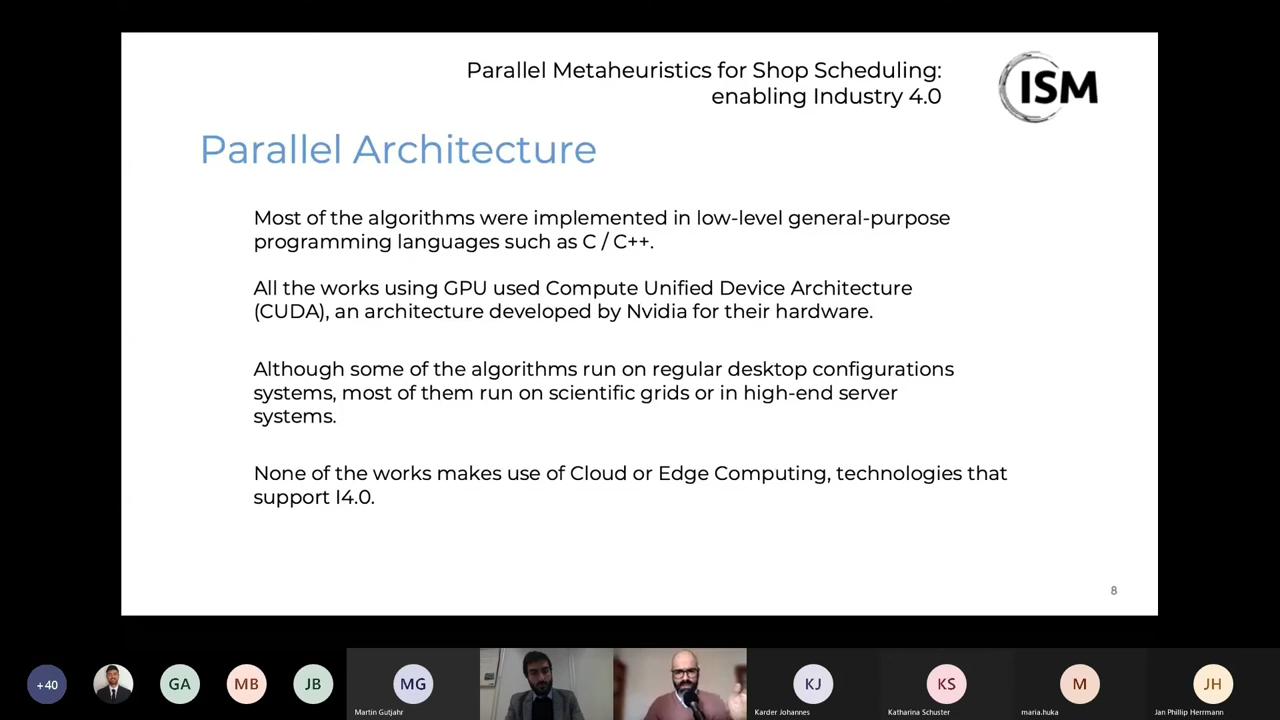 Parallel Metaheuristics for Shop Scheduling:
enabling Industry 4.0
ISM
Parallel Architecture
Most of the algorithms were implemented in low-level general-purpose
programming languages such as C / C++.
All the works using GPU used Compute Unified Device Architecture
(CUDA), an architecture developed by Nvidia for their hardware.
Although some of the algorithms run on regular desktop configurations
systems, most of them run on scientific grids or in high-end server
systems.
None of the works makes use of Cloud or Edge Computing, technologies that
support I4.0.
8
+40
GA
MB
JB
MG
KJ
KS
M
JH
Martin Gutjahr
Karder Johannes
Katharina Schuster
maria.huka
Jan Phillip Herrmann